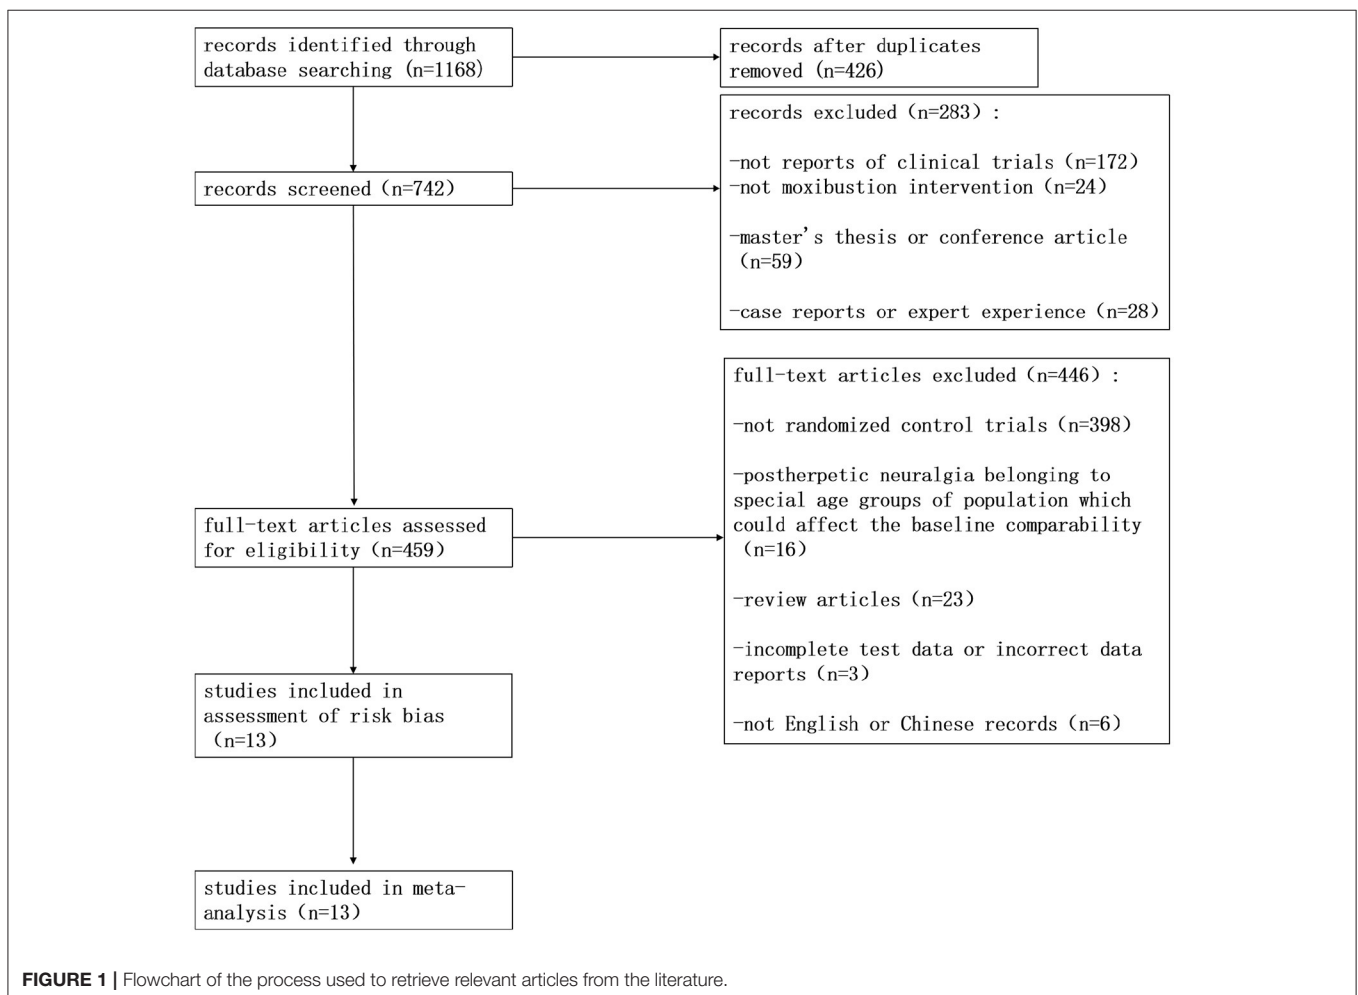 records identified through
database searching (n=1168)
records after duplicates
removed (n=426)
records excluded (n=283) :
-not reports of clinical trials (n=172)
-not moxibustion intervention (n=24)
-master's thesis or conference article
(n=59)
-case reports or expert experience (n=28)
records screened (n=742)
full-text articles excluded (n=446) :
-not randomized control trials (n=398)
-postherpetic neuralgia belonging to
special age groups of population which
could affect the baseline comparability
(n=16)
-review articles (n=23)
-incomplete test data or incorrect data
reports (n=3)
-not English or Chinese records (n=6)
full-text articles assessed
for eligibility (n=459)
studies included in
assessment of risk bias
(n=13)
studies included in meta-
analysis (n=13)
FIGURE 1 | Flowchart of the process used to retrieve relevant articles from the literature.